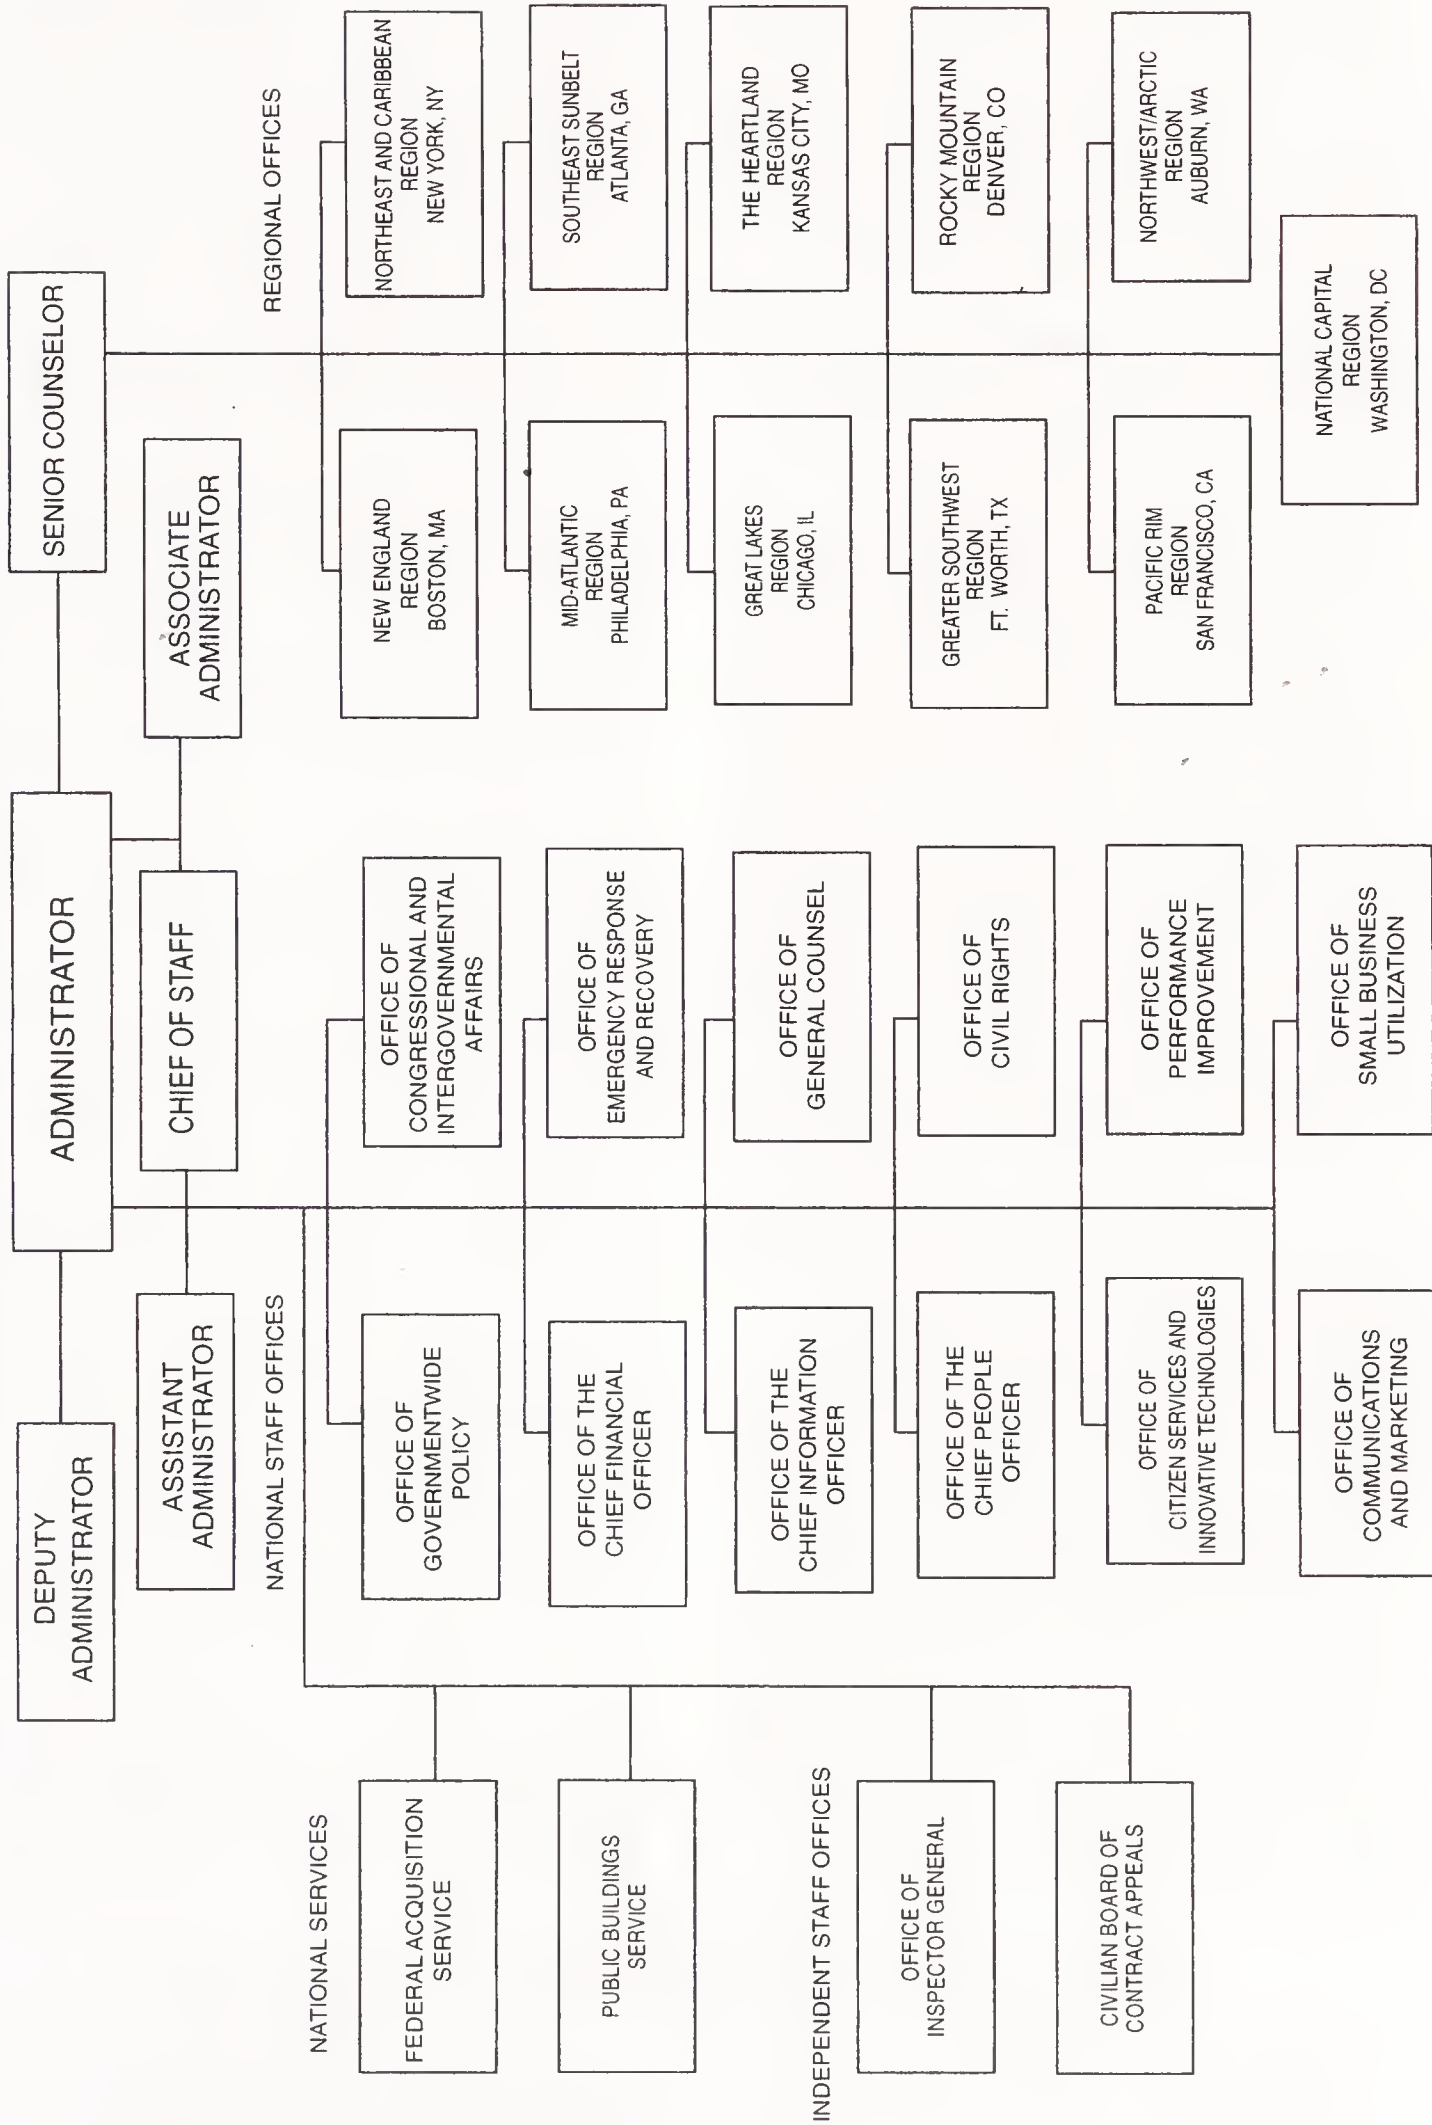 DEPUTY
ADMINISTRATOR
ADMINISTRATOR
SENIOR COUNSELOR
ASSISTANT
ADMINISTRATOR
CHIEF OF STAFF
ASSOCIATE
ADMINISTRATOR
NATIONAL SERVICES
FEDERAL ACQUISITION
SERVICE
PUBLIC BUILDINGS
SERVICE
INDEPENDENT STAFF OFFICES
OFFICE OF
INSPECTOR GENERAL
CIVILIAN BOARD OF
CONTRACT APPEALS
NATIONAL STAFF OFFICES
OFFICE OF
GOVERNMENTWIDE
POLICY
OFFICE OF
CONGRESSIONAL AND
INTERGOVERNMENTAL
AFFAIRS
OFFICE OF THE
CHIEF FINANCIAL
OFFICER
OFFICE OF
EMERGENCY RESPONSE
AND RECOVERY
OFFICE OF THE
CHIEF INFORMATION
OFFICER
OFFICE OF
GENERAL COUNSEL
OFFICE OF THE
CHIEF PEOPLE
OFFICER
OFFICE OF
CIVIL RIGHTS
OFFICE OF
CITIZEN SERVICES AND
INNOVATIVE TECHNOLOGIES
OFFICE OF
PERFORMANCE
IMPROVEMENT
OFFICE OF
COMMUNICATIONS
AND MARKETING
OFFICE OF
SMALL BUSINESS
UTILIZATION
REGIONAL OFFICES
NEW ENGLAND
REGION
BOSTON, MA
NORTHEAST AND CARIBBEAN
REGION
NEW YORK, NY
MID-ATLANTIC
REGION
PHILADELPHIA, PA
SOUTHEAST SUNBELT
REGION
ATLANTA, GA
GREAT LAKES
REGION
CHICAGO, IL
THE HEARTLAND
REGION
KANSAS CITY, MO
GREATER SOUTHWEST
REGION
FT. WORTH, TX
ROCKY MOUNTAIN
REGION
DENVER, CO
PACIFIC RIM
REGION
SAN FRANCISCO, CA
NORTHWEST/ARCTIC
REGION
AUBURN, WA
NATIONAL CAPITAL
REGION
WASHINGTON, DC